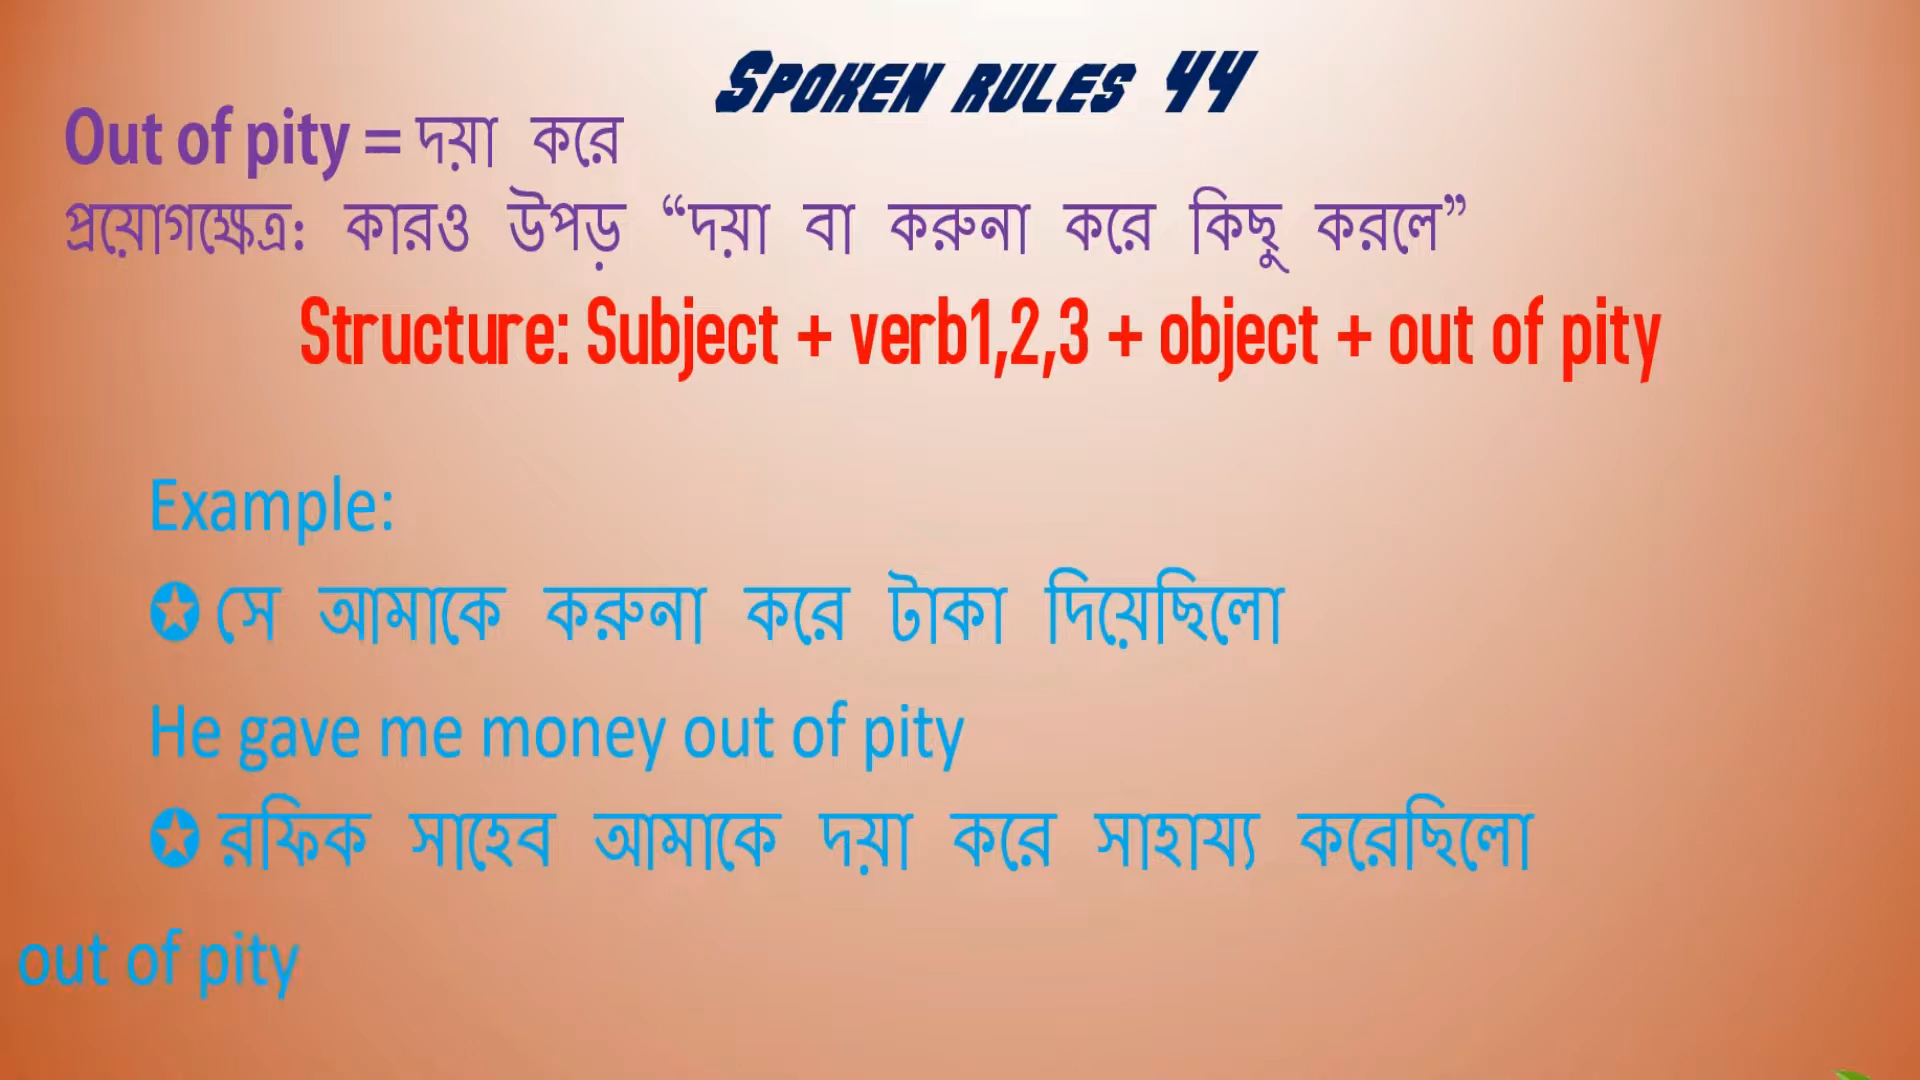 Spoken rules 44
Out of pity = দয়া করে
প্রয়োগক্ষেত্র: কারও উপড় “দয়া বা করুনা করে কিছু করলে”
Structure: Subject + verb1,2,3 + object + out of pity
Example:
✪ সে আমাকে করুনা করে টাকা দিয়েছিলো
He gave me money out of pity
✪ রফিক সাহেব আমাকে দয়া করে সাহায্য করেছিলো
out of pity